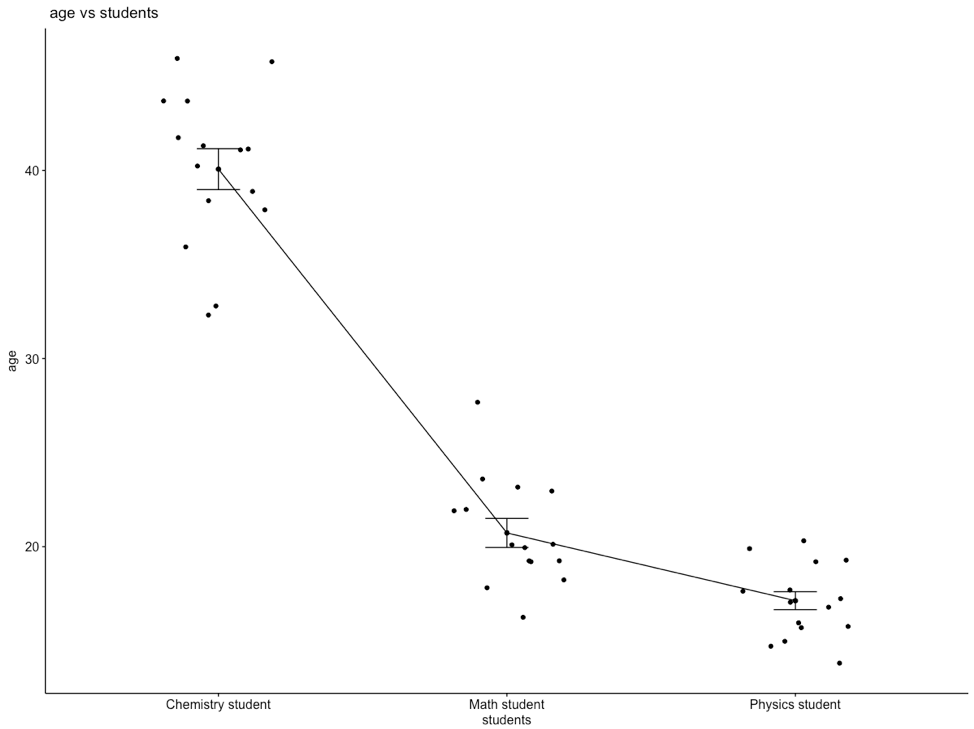 age vs students
40
30
20
age
Chemistry student
Math student
Physics student
students